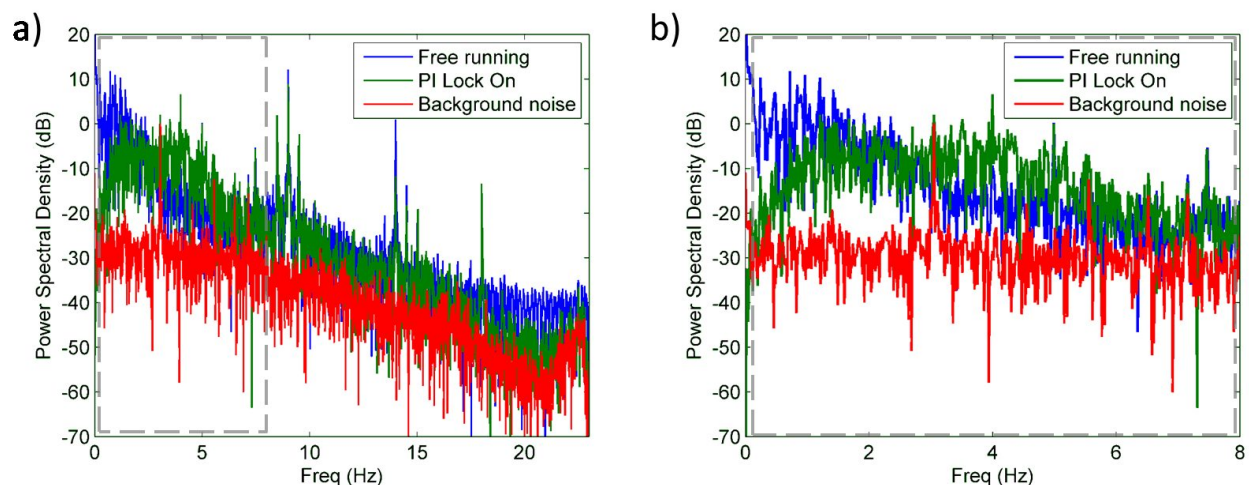 a)
20
10
0
-10
-20
-30
-40
-50
-60
-70
Power Spectral Density (dB)
Free running
PI Lock On
Background noise
0 5 10 15 20
Freq (Hz)
b)
20
10
0
-10
-20
-30
-40
-50
-60
-70
Power Spectral Density (dB)
Free running
PI Lock On
Background noise
0 2 4 6 8
Freq (Hz)